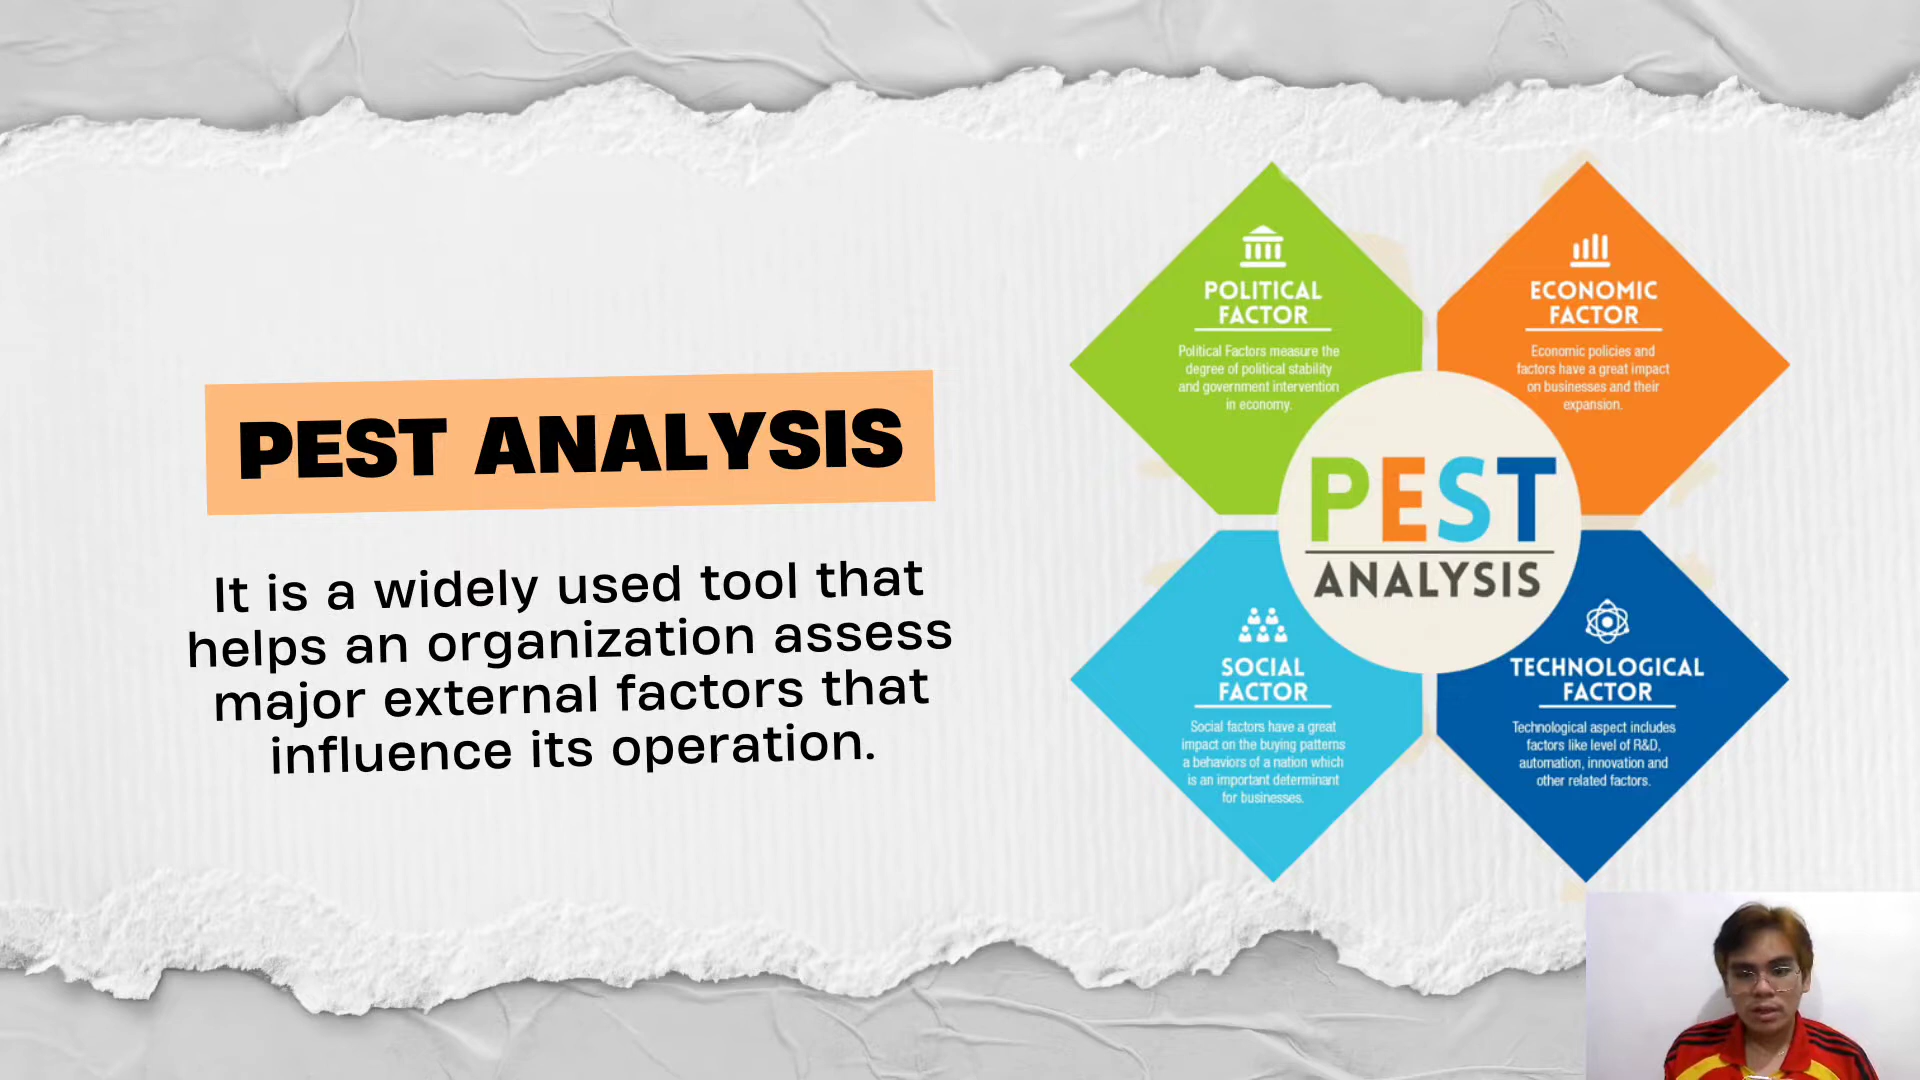 PEST ANALYSIS
It is a widely used tool that
helps an organization assess
major external factors that
influence its operation.
POLITICAL
FACTOR
Political Factors measure the
degree of political stability
and government intervention
in economy.
ECONOMIC
FACTOR
Economic policies and
factors have a great impact
on businesses and their
expansion.
PEST
ANALYSIS
SOCIAL
FACTOR
Social factors have a great
impact on the buying patterns
a behaviors of a nation which
is an important determinant
for businesses.
TECHNOLOGICAL
FACTOR
Technological aspect includes
factors like level of R&D,
automation, innovation and
other related factors.